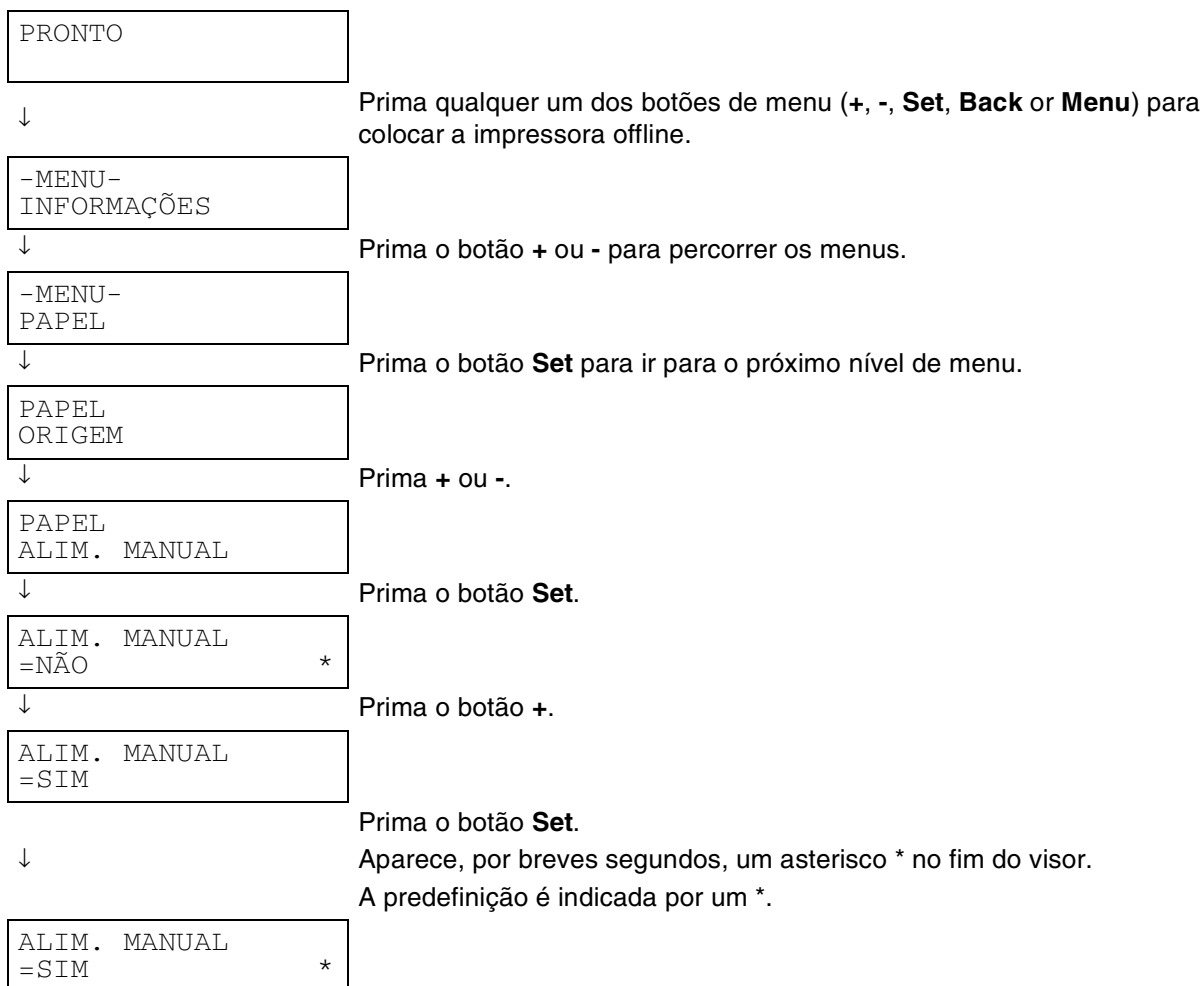 PRONTO
↓
Prima qualquer um dos botões de menu (+, -, Set, Back or Menu) para
colocar a impressora offline.
-MENU-
INFORMAÇÕES
↓
Prima o botão + ou - para percorrer os menus.
-MENU-
PAPEL
↓
Prima o botão Set para ir para o próximo nível de menu.
PAPEL
ORIGEM
↓
Prima + ou -.
PAPEL
ALIM. MANUAL
↓
Prima o botão Set.
ALIM. MANUAL
=NÃO *
↓
Prima o botão +.
ALIM. MANUAL
=SIM
Prima o botão Set.
↓
Aparece, por breves segundos, um asterisco * no fim do visor.
A predefinição é indicada por um *.
ALIM. MANUAL
=SIM *